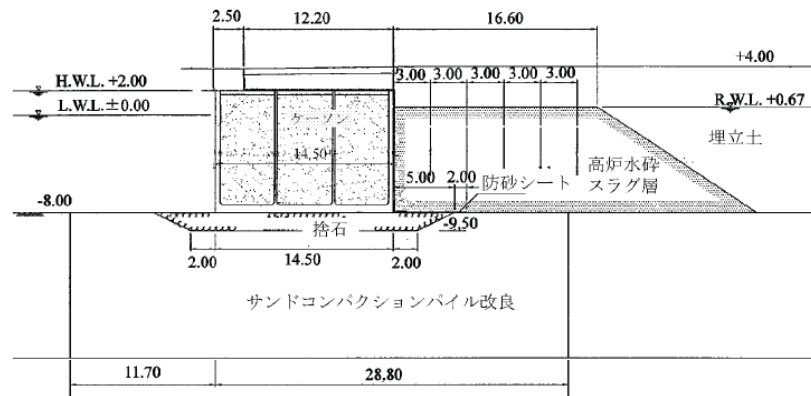 2.50 12.20 16.60
+4.00
H.W.L. +2.00
3.00 3.00 3.00 3.00 3.00
L.W.L. ±0.00
R.W.L. +0.67
ケーソン
埋立土
14.50
高炉水砕
スラグ層
5.00 2.00
防砂シート
-8.00
捨石
-9.50
2.00 14.50 2.00
サンドコンパクションパイル改良
11.70 28.80